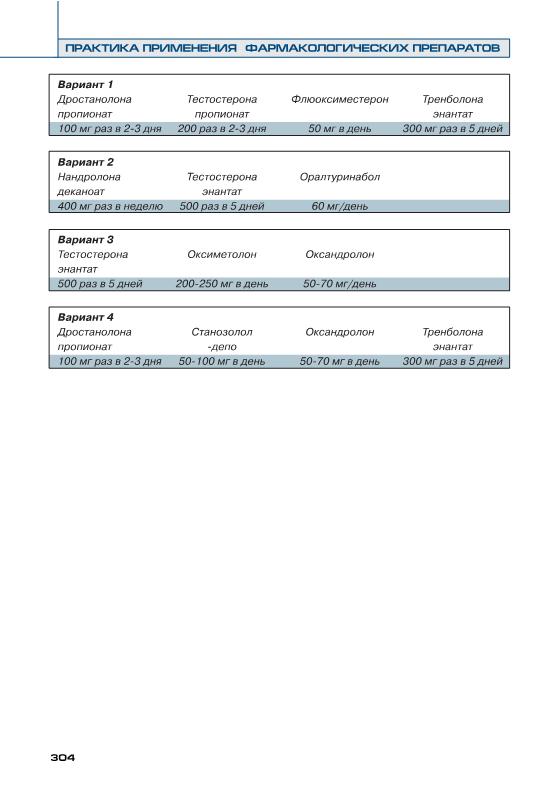 ПРАКТИКА ПРИМЕНЕНИЯ ФАРМАКОЛОГИЧЕСКИХ ПРЕПАРАТОВ
Вариант 1
Дростанолона Тестостерона Флюоксиместерон Тренболона
пропионат пропионат энантат
100 мг раз в 2-3 дня 200 раз в 2-3 дня 50 мг в день 300 мг раз в 5 дней
Вариант 2
Нандролона Тестостерона Оралтуринабол
деканоат энантат
400 мг раз в неделю 500 раз в 5 дней 60 мг/день
Вариант 3
Тестостерона Оксиметолон Оксандролон
энантат
500 раз в 5 дней 200-250 мг в день 50-70 мг/день
Вариант 4
Дростанолона Станозолол Оксандролон Тренболона
пропионат -депо энантат
100 мг раз в 2-3 дня 50-100 мг в день 50-70 мг в день 300 мг раз в 5 дней
304